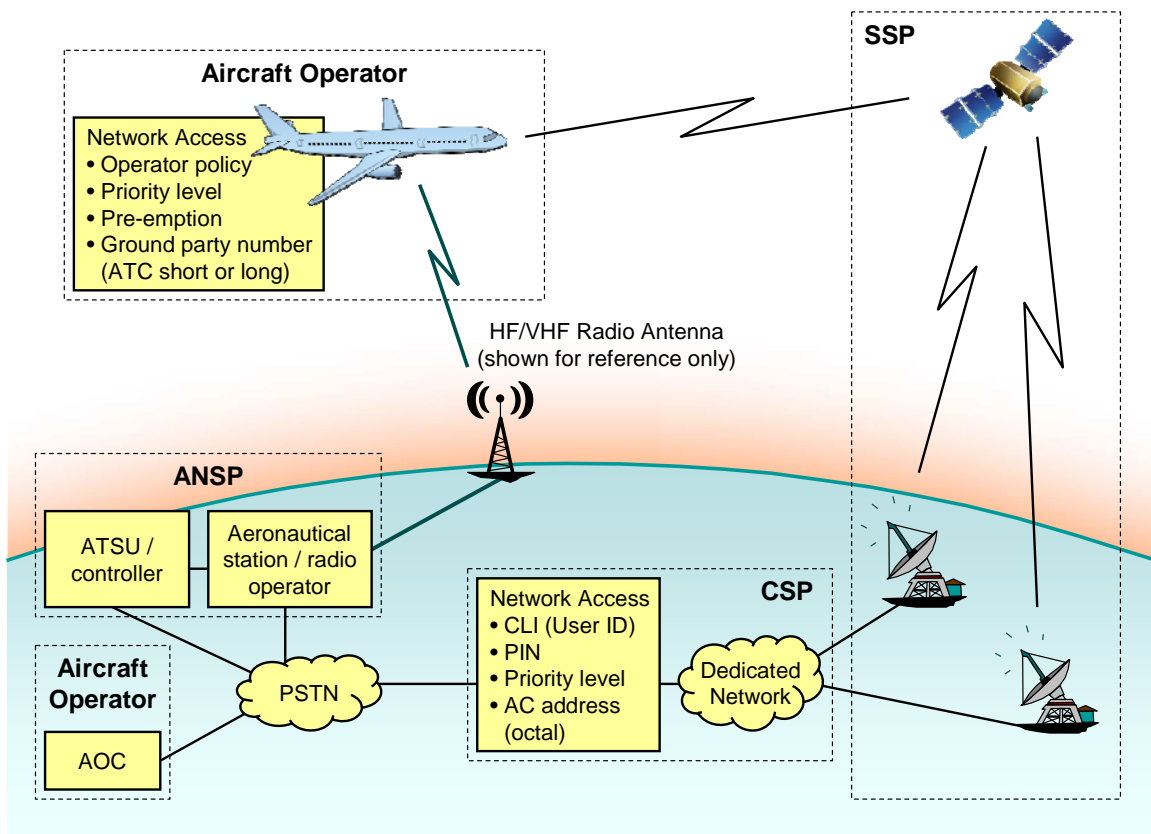 SSP
Aircraft Operator
Network Access
• Operator policy
• Priority level
• Pre-emption
• Ground party number
(ATC short or long)
HF/VHF Radio Antenna
(shown for reference only)
ANSP
ATSU /
controller
Aeronautical
station / radio
operator
CSP
Network Access
• CLI (User ID)
• PIN
• Priority level
• AC address
(octal)
Dedicated
Network
PSTN
Aircraft
Operator
AOC